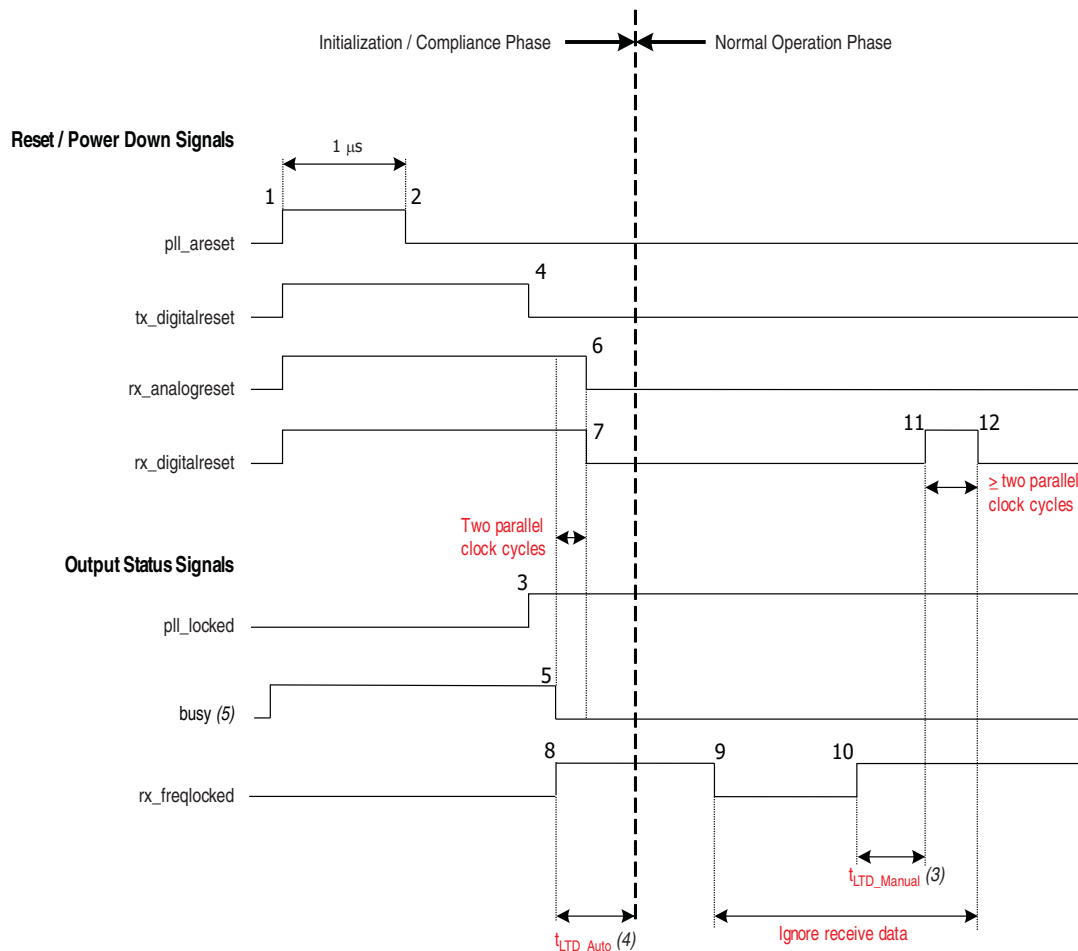 Initialization / Compliance Phase
Normal Operation Phase
Reset / Power Down Signals
1 μs
1
2
pll_areset
4
tx_digitalreset
6
rx_analogreset
7
11
12
rx_digitalreset
≥ two parallel
clock cycles
Two parallel
clock cycles
Output Status Signals
3
pll_locked
5
busy (5)
8
9
10
rx_freqlocked
tLTD_Manual (3)
tLTD_Auto (4)
Ignore receive data